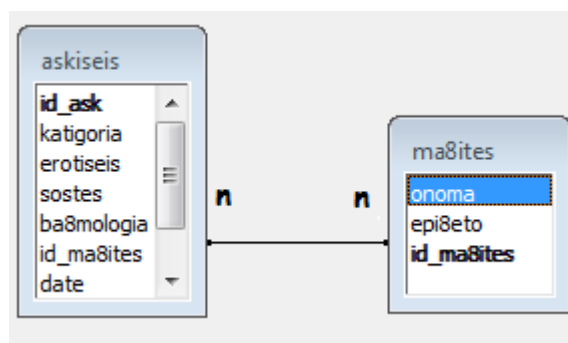 askiseis
id_ask
katigoria
erotiseis
sostes
ba8mologia
id_ma8ites
date
n
n
ma8ites
onoma
epi8eto
id_ma8ites